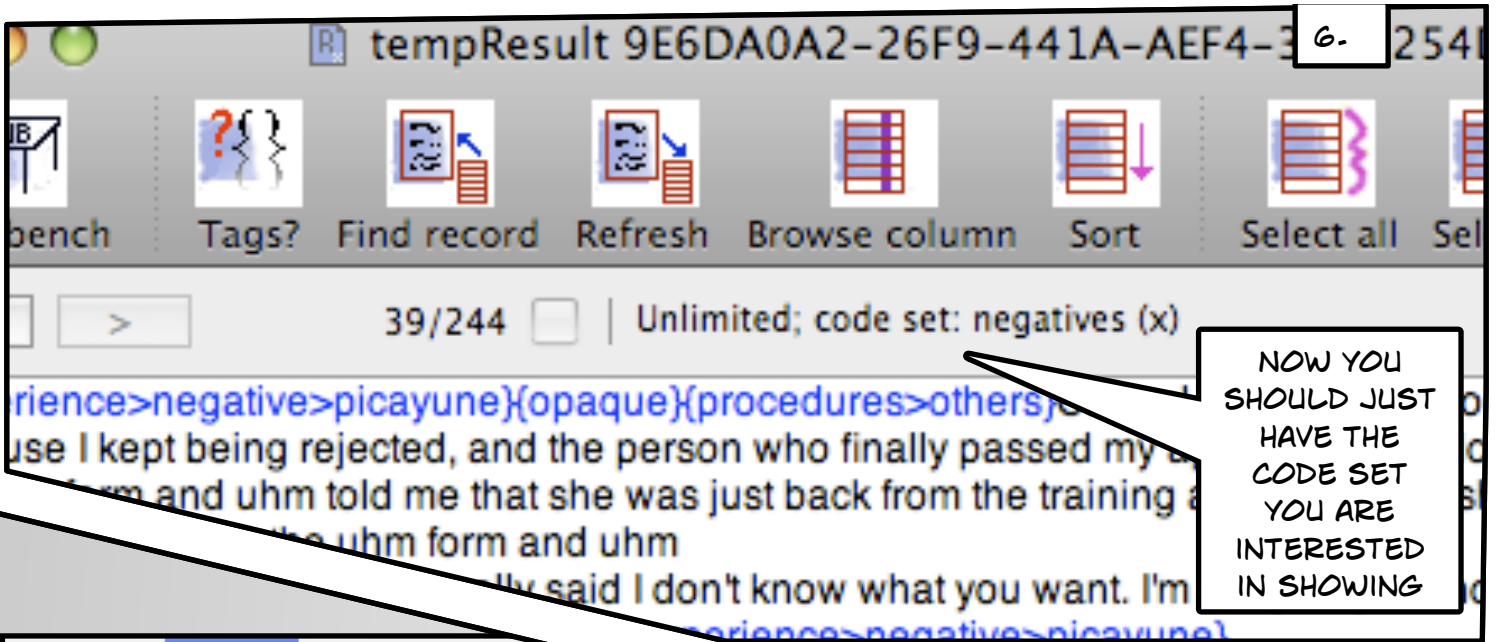 tempResult 9E6DA0A2-26F9-441A-AEF4-3
6.
254
bench Tags? Find record Refresh Browse column Sort Select all Sel
> 39/244 | Unlimited; code set: negatives (x)
rience>negative>picayune}{opaque}{procedures>others}
use I kept being rejected, and the person who finally passed my
form and uhm told me that she was just back from the training
uhm form and uhm
said I don't know what you want. I'm
erience>negative>picayune}
NOW YOU
SHOULD JUST
HAVE THE
CODE SET
YOU ARE
INTERESTED
IN SHOWING